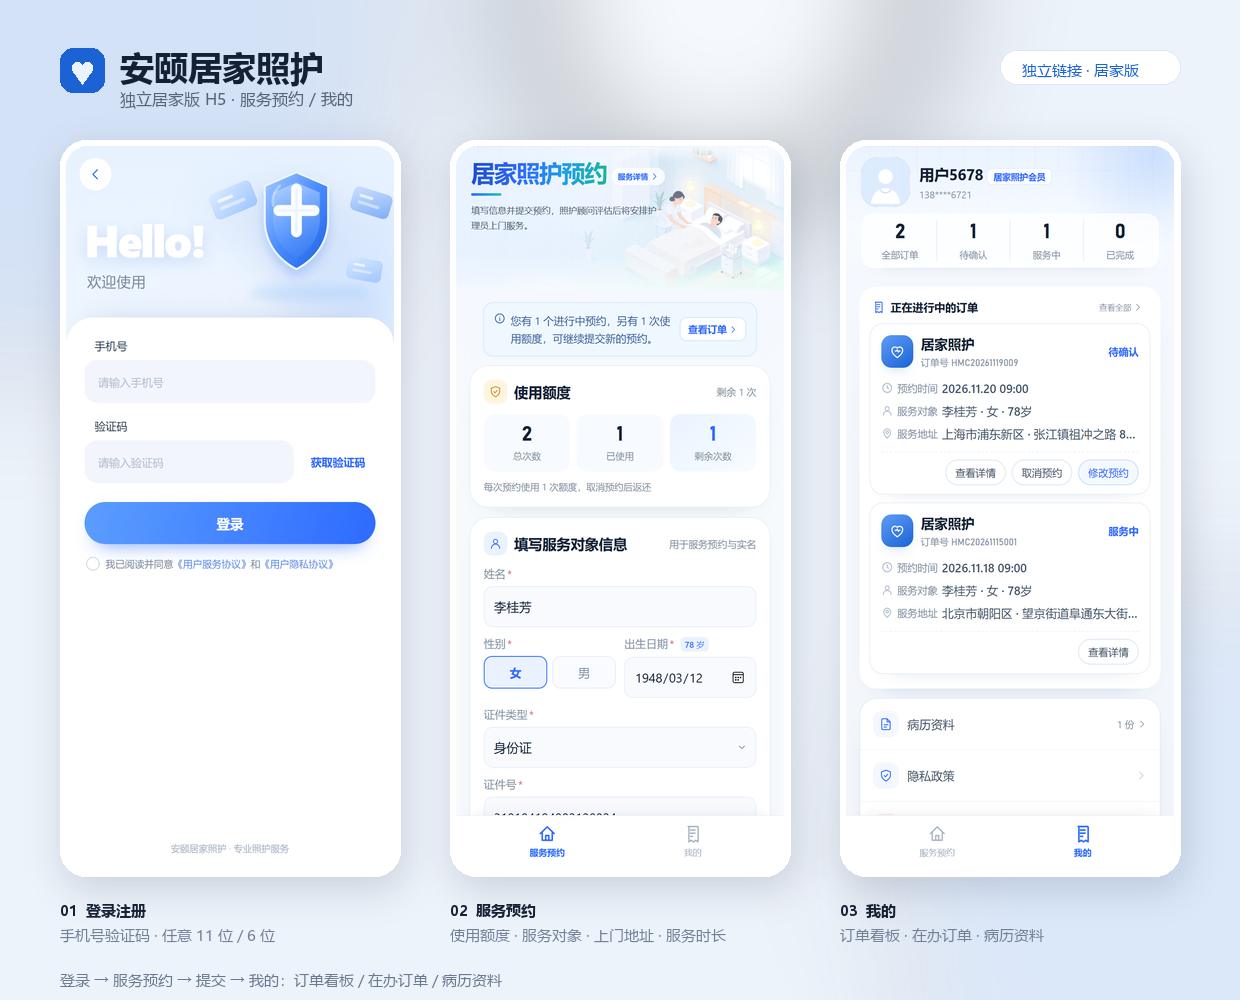 安颐居家照护
独立居家版 H5 · 服务预约 / 我的
独立链接 · 居家版
Hello!
欢迎使用
手机号
请输入手机号
验证码
请输入验证码
获取验证码
登录
我已阅读并同意《用户服务协议》和《用户隐私协议》
安颐居家照护 · 专业照护服务
01 登录注册
手机号验证码 · 任意 11 位 / 6 位
居家照护预约
服务详情
填写信息并提交预约，照护顾问评估后将安排护
理员上门服务。
您有 1 个进行中预约，另有 1 次使
用额度，可继续提交新的预约。
查看订单
使用额度
剩余 1 次
2
总次数
1
已使用
1
剩余次数
每次预约使用 1 次额度，取消预约后返还
填写服务对象信息
用于服务预约与实名
姓名*
李桂芳
性别*
女
男
出生日期*
78 岁
1948/03/12
证件类型*
身份证
证件号*
服务预约
我的
02 服务预约
使用额度 · 服务对象 · 上门地址 · 服务时长
用户5678
居家照护会员
138****6721
2
全部订单
1
待确认
1
服务中
0
已完成
正在进行中的订单
查看全部
居家照护
订单号 HMC20261119009
待确认
预约时间 2026.11.20 09:00
服务对象 李桂芳 · 女 · 78岁
服务地址 上海市浦东新区 · 张江镇祖冲之路 8...
查看详情
取消预约
修改预约
居家照护
订单号 HMC20261115001
服务中
预约时间 2026.11.18 09:00
服务对象 李桂芳 · 女 · 78岁
服务地址 北京市朝阳区 · 望京街道阜通东大街...
查看详情
病历资料
1 份
隐私政策
服务预约
我的
03 我的
订单看板 · 在办订单 · 病历资料
登录 → 服务预约 → 提交 → 我的：订单看板 / 在办订单 / 病历资料